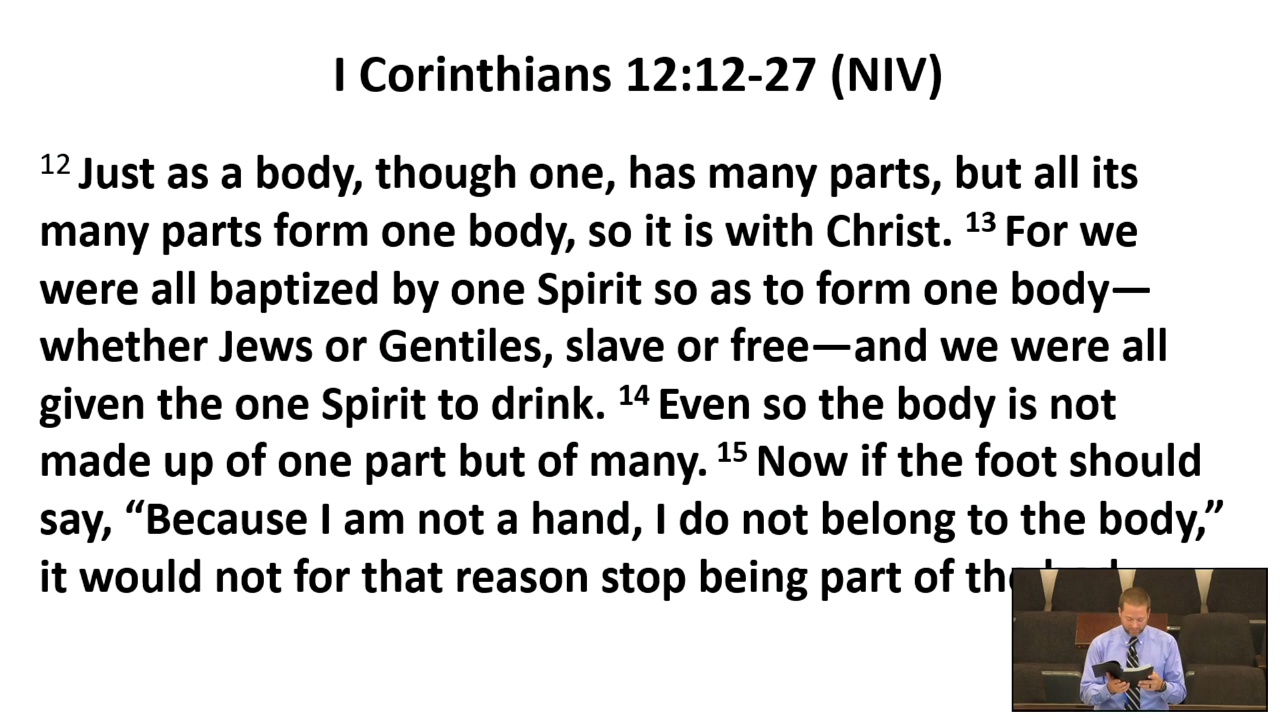 I Corinthians 12:12-27 (NIV)
12 Just as a body, though one, has many parts, but all its
many parts form one body, so it is with Christ. 13 For we
were all baptized by one Spirit so as to form one body—
whether Jews or Gentiles, slave or free—and we were all
given the one Spirit to drink. 14 Even so the body is not
made up of one part but of many. 15 Now if the foot should
say, “Because I am not a hand, I do not belong to the body,”
it would not for that reason stop being part of